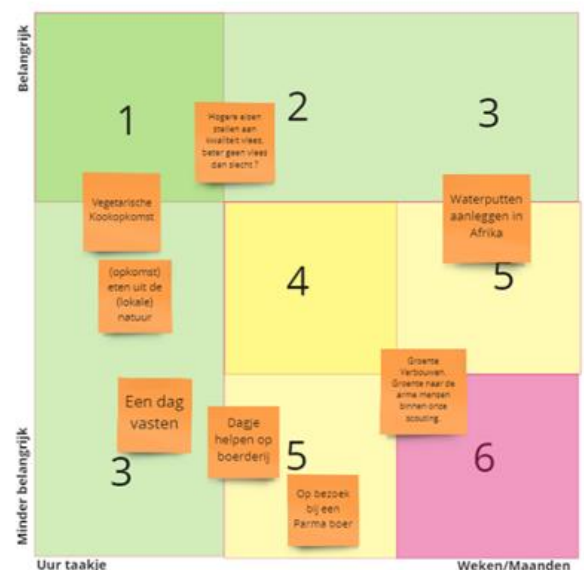 Belangrijk
1
2
3
Hogere eisen
stellen aan
kwaliteit vlees,
beter geen vlees
dan slecht ?
Vegetarische
Kookopkomst
Waterputten
aanleggen in
Afrika
(opkomst)
eten uit de
(lokale)
natuur
4
5
Groente
Verbouwen.
Groente naar de
arme mensen
binnen onze
scouting.
Een dag
vasten
Dagje
helpen op
boerderij
3
5
6
Op bezoek
bij een
Parma boer
Minder belangrijk
Uur taakje
Weken/Maanden